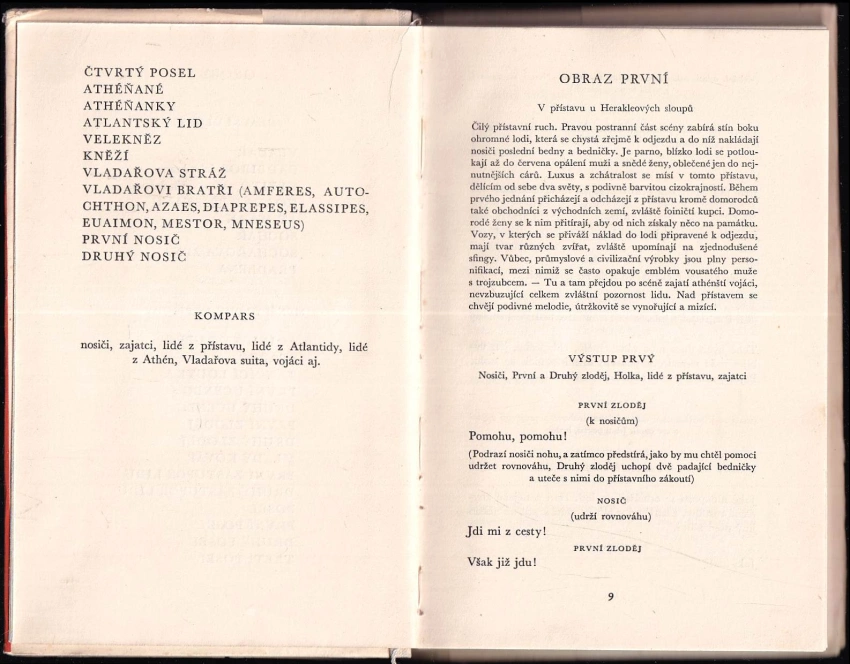 ČTVRTÝ POSEL
ATHÉŇANÉ
ATHÉŇANKY
ATLANTSKÝ LID
VELEKNĚZ
KNĚŽÍ
VLADAŘOVA STRÁŽ
VLADAŘOVI BRATŘI (AMFERES, AUTO-
CHTHON, AZAES, DIAPREPES, ELASSIPES,
EUAIMON, MESTOR, MNESEUS)
PRVNÍ NOSIČ
DRUHÝ NOSIČ
KOMPARS
nosiči, zajatci, lidé z přístavu, lidé z Atlantidy, lidé
z Athén, Vladařova suita, vojáci aj.
OBRAZ PRVNÍ
V přístavu u Herakleových sloupů
Čilý přístavní ruch. Pravou postranní část scény zabírá stín boku
ohromné lodi, která se chystá zřejmě k odjezdu a do níž nakládají
nosiči poslední bedny a bedničky. Je parno, blízko lodi se potlou-
kají až do červena opálení muži a snědé ženy, oblečené jen do nej-
nutnějších cárů. Luxus a zchátralost se mísí v tomto přístavu,
dělícím od sebe dva světy, s podivně barvitou cizokrajností. Během
prvého jednání přicházejí a odcházejí z přístavu kromě domorodců
také obchodníci z východních zemí, zvláště foiničtí kupci. Domo-
rodé ženy se k nim přitírají, aby od nich získaly něco na památku.
Vozy, v kterých se přiváží náklad do lodi připravené k odjezdu,
mají tvar různých zvířat, zvláště upomínají na zjednodušené
sfingy. Vůbec, průmyslové a civilizační výrobky jsou plny perso-
nifikací, mezi nimiž se často opakuje emblém vousatého muže
s trojzubcem. — Tu a tam přejdou po scéně zajatí athénští vojáci,
nevzbuzující celkem zvláštní pozornost lidu. Nad přístavem se
chvějí podivné melodie, útržkovitě se vynořující a mizící.
VÝSTUP PRVÝ
Nosiči, První a Druhý zloděj, Holka, lidé z přístavu, zajatci
PRVNÍ ZLODĚJ
(k nosičům)
Pomohu, pomohu!
(Podrazí nosiči nohu, a zatímco předstírá, jako by mu chtěl pomoci
udržet rovnováhu, Druhý zloděj uchopí dvě padající bedničky
a uteče s nimi do přístavního zákoutí)
NOSIČ
(udrží rovnováhu)
Jdi mi z cesty!
PRVNÍ ZLODĚJ
Však již jdu!
9